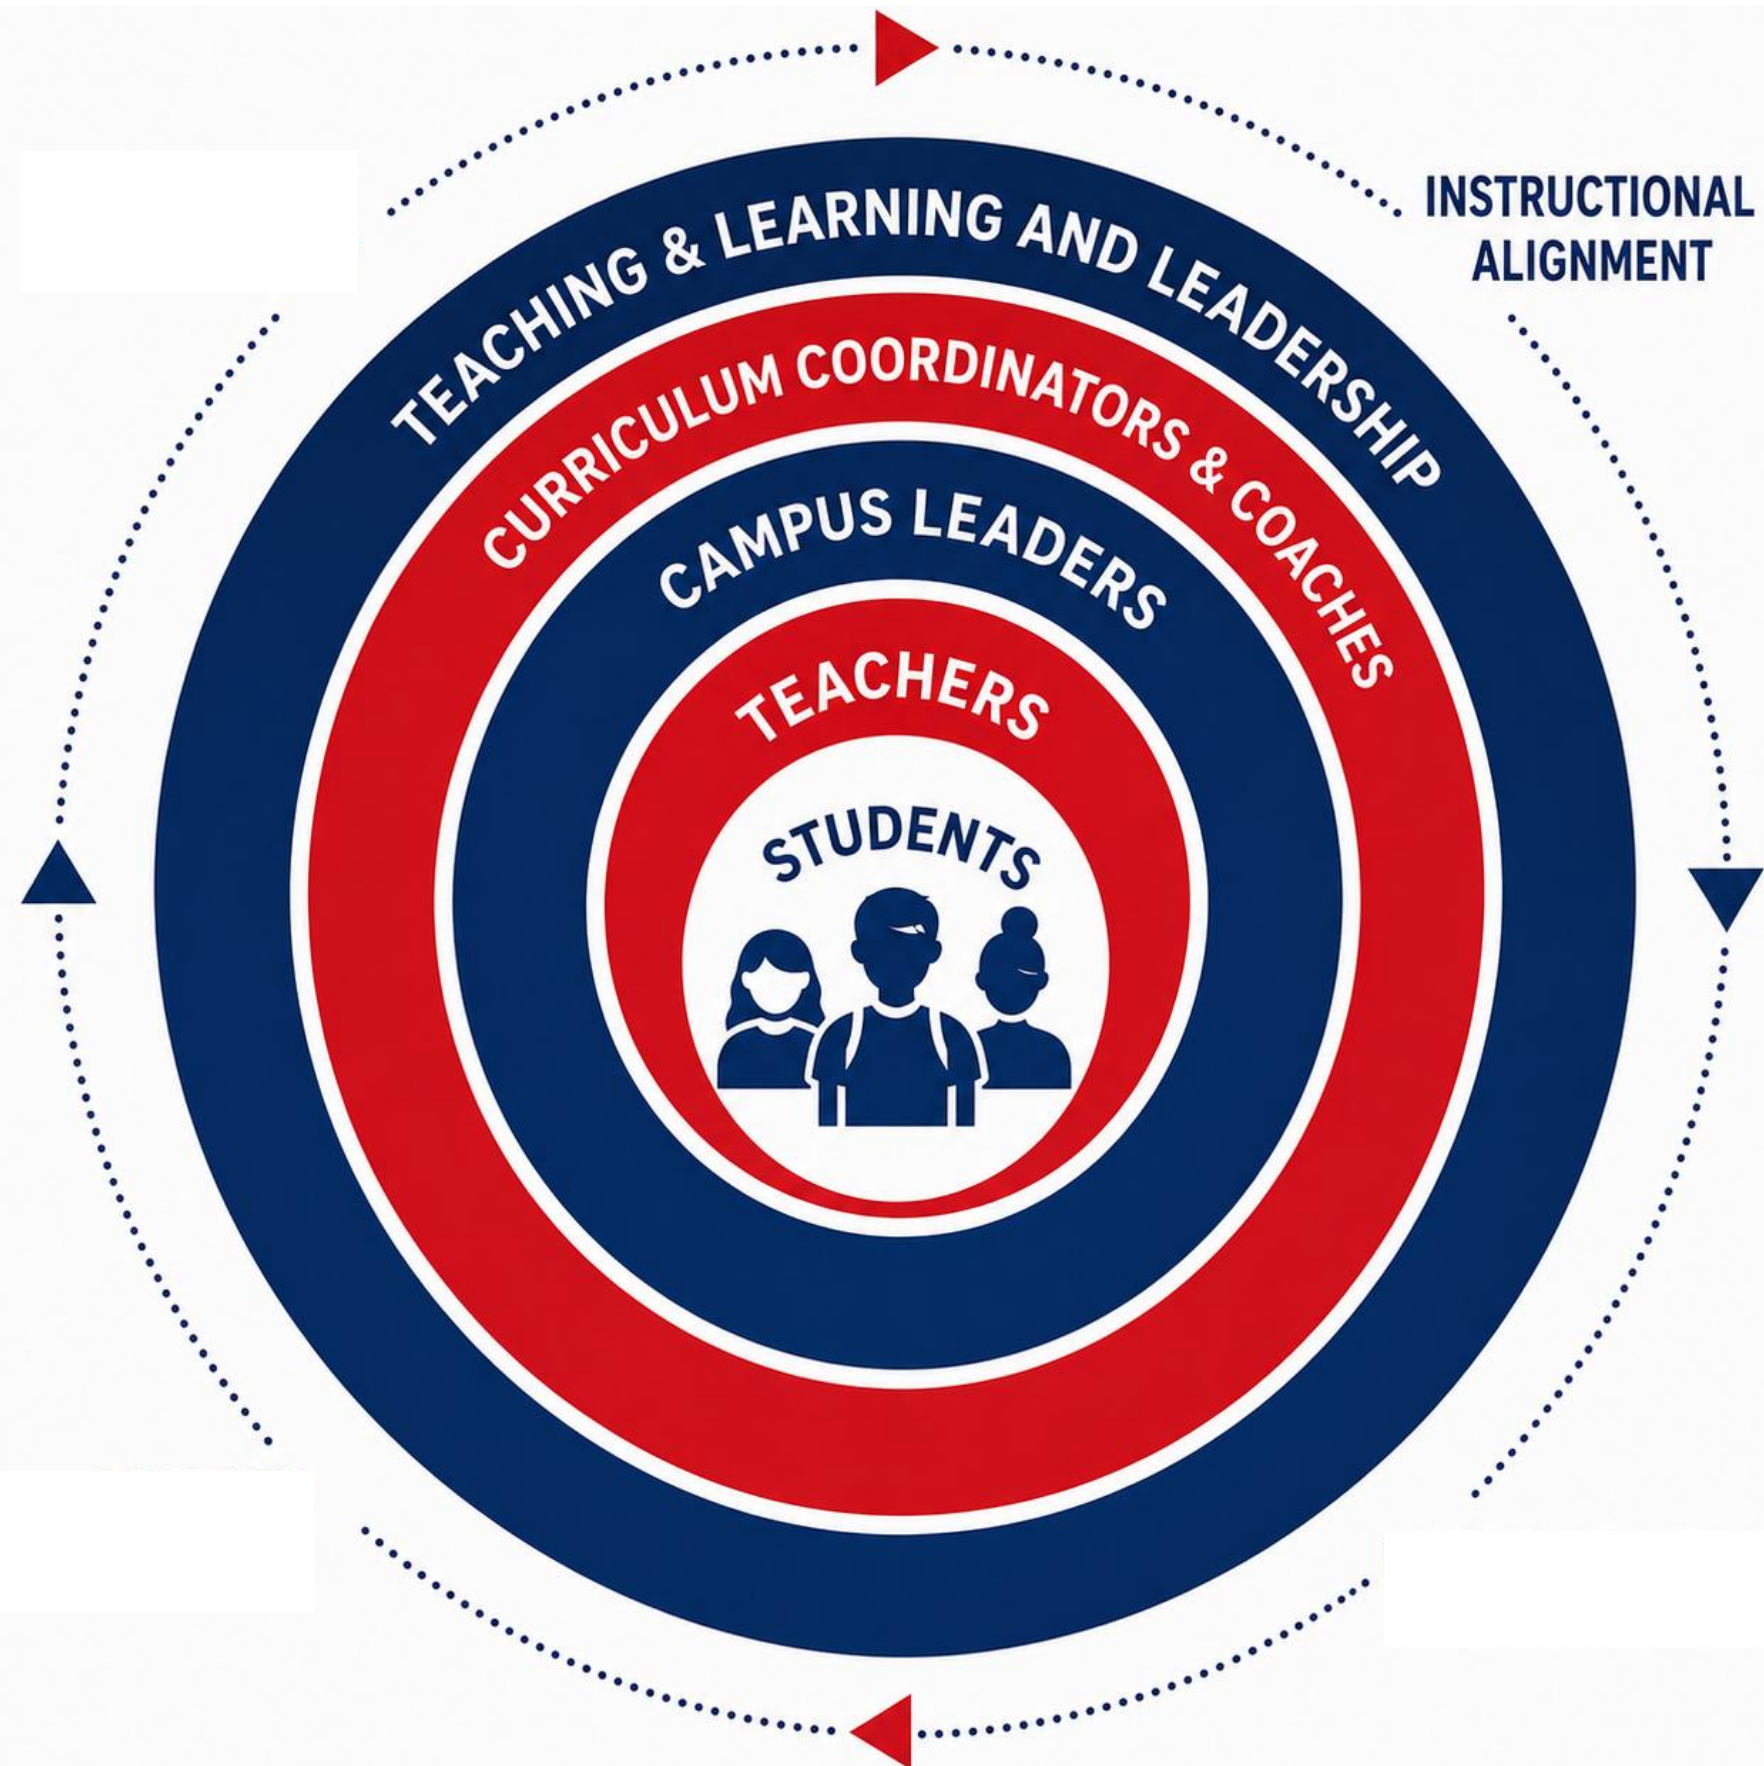 INSTRUCTIONAL
ALIGNMENT
TEACHING & LEARNING AND LEADERSHIP
CURRICULUM COORDINATORS & COACHES
CAMPUS LEADERS
TEACHERS
STUDENTS